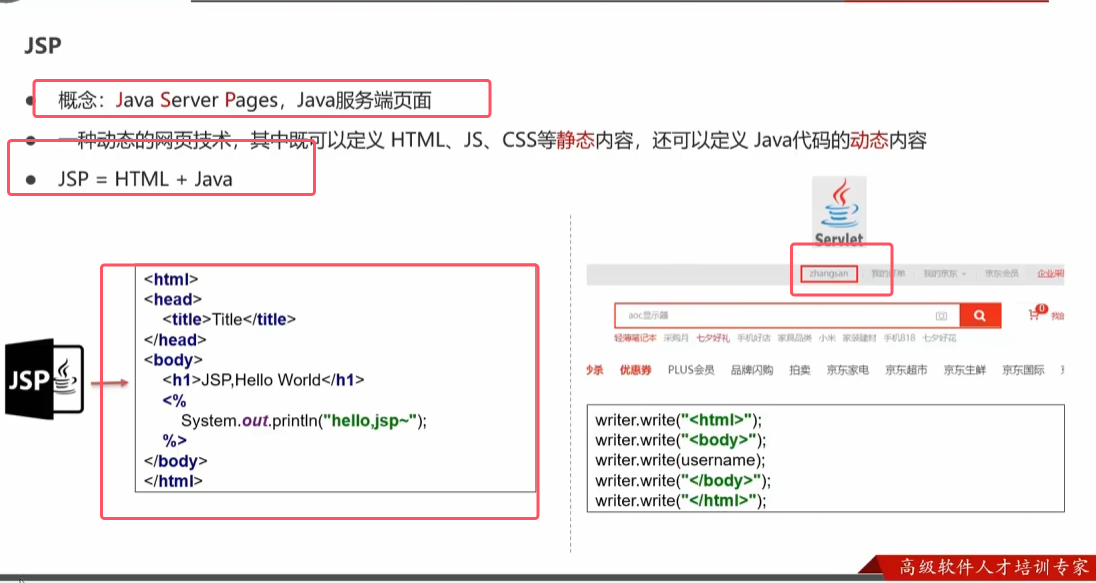 JSP
概念：Java Server Pages，Java服务端页面
一种动态的网页技术，其中既可以定义 HTML、JS、CSS等静态内容，还可以定义 Java代码的动态内容
JSP = HTML + Java
JSP
<html>
<head>
<title>Title</title>
</head>
<body>
<h1>JSP,Hello World</h1>
<%
System.out.println("hello,jsp~");
%>
</body>
</html>
Servlet
zhangsan 我的订单 我的京东 京东会员 企业采
aoc显示器
0
轻薄笔记本 采购月 七夕好礼 手机好店 家具品类 小米 家装建材 手机818 七夕好花
秒杀 优惠券 PLUS会员 品牌闪购 拍卖 京东家电 京东超市 京东生鲜 京东国际
writer.write("<html>");
writer.write("<body>");
writer.write(username);
writer.write("</body>");
writer.write("</html>");
高级软件人才培训专家